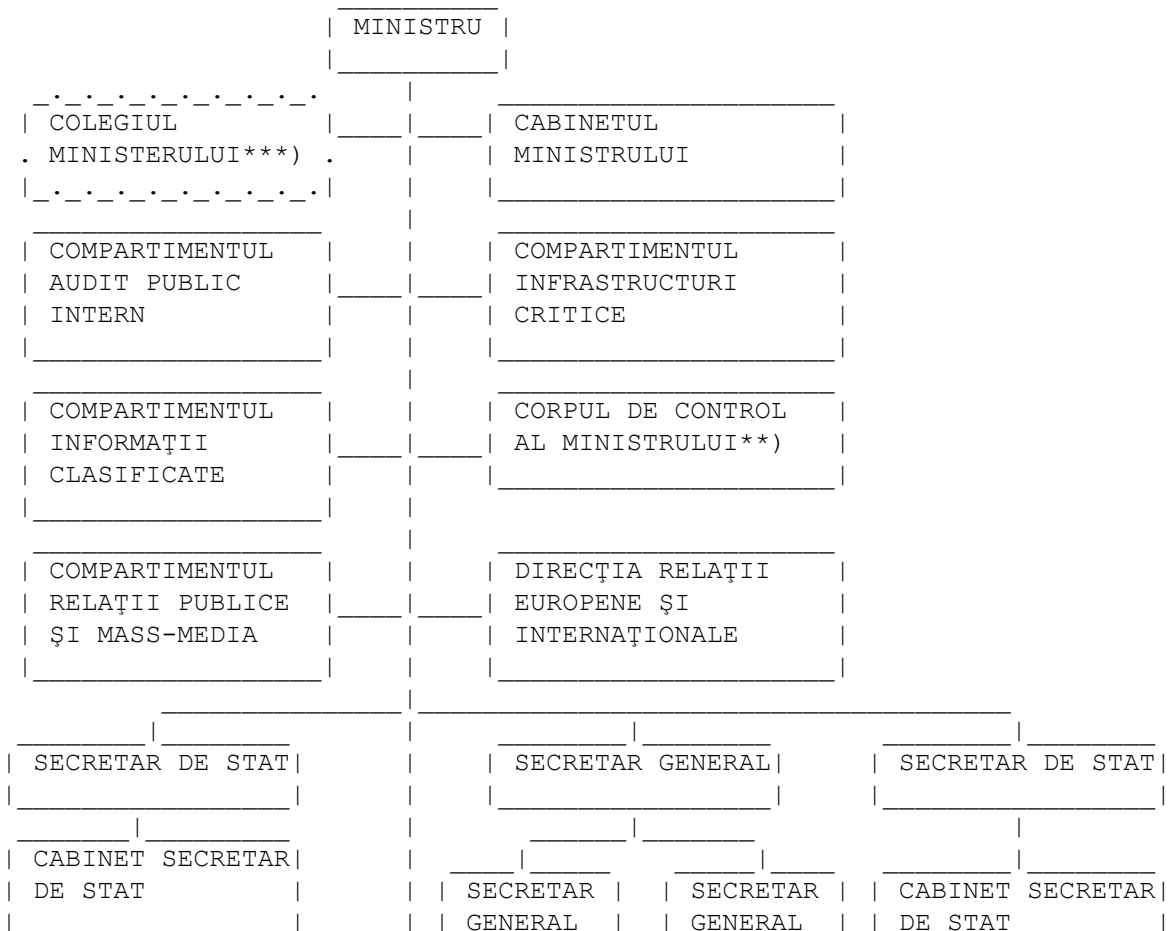 MINISTRU
COLEGIUL
MINISTERULUI***)
CABINETUL
MINISTRULUI
COMPARTIMENTUL
AUDIT PUBLIC
INTERN
COMPARTIMENTUL
INFRASTRUCTURI
CRITICE
COMPARTIMENTUL
INFORMAŢII
CLASIFICATE
CORPUL DE CONTROL
AL MINISTRULUI**)
COMPARTIMENTUL
RELAŢII PUBLICE
ŞI MASS-MEDIA
DIRECŢIA RELAŢII
EUROPENE ŞI
INTERNAŢIONALE
SECRETAR DE STAT
SECRETAR GENERAL
SECRETAR DE STAT
CABINET SECRETAR
DE STAT
SECRETAR
GENERAL
SECRETAR
GENERAL
CABINET SECRETAR
DE STAT